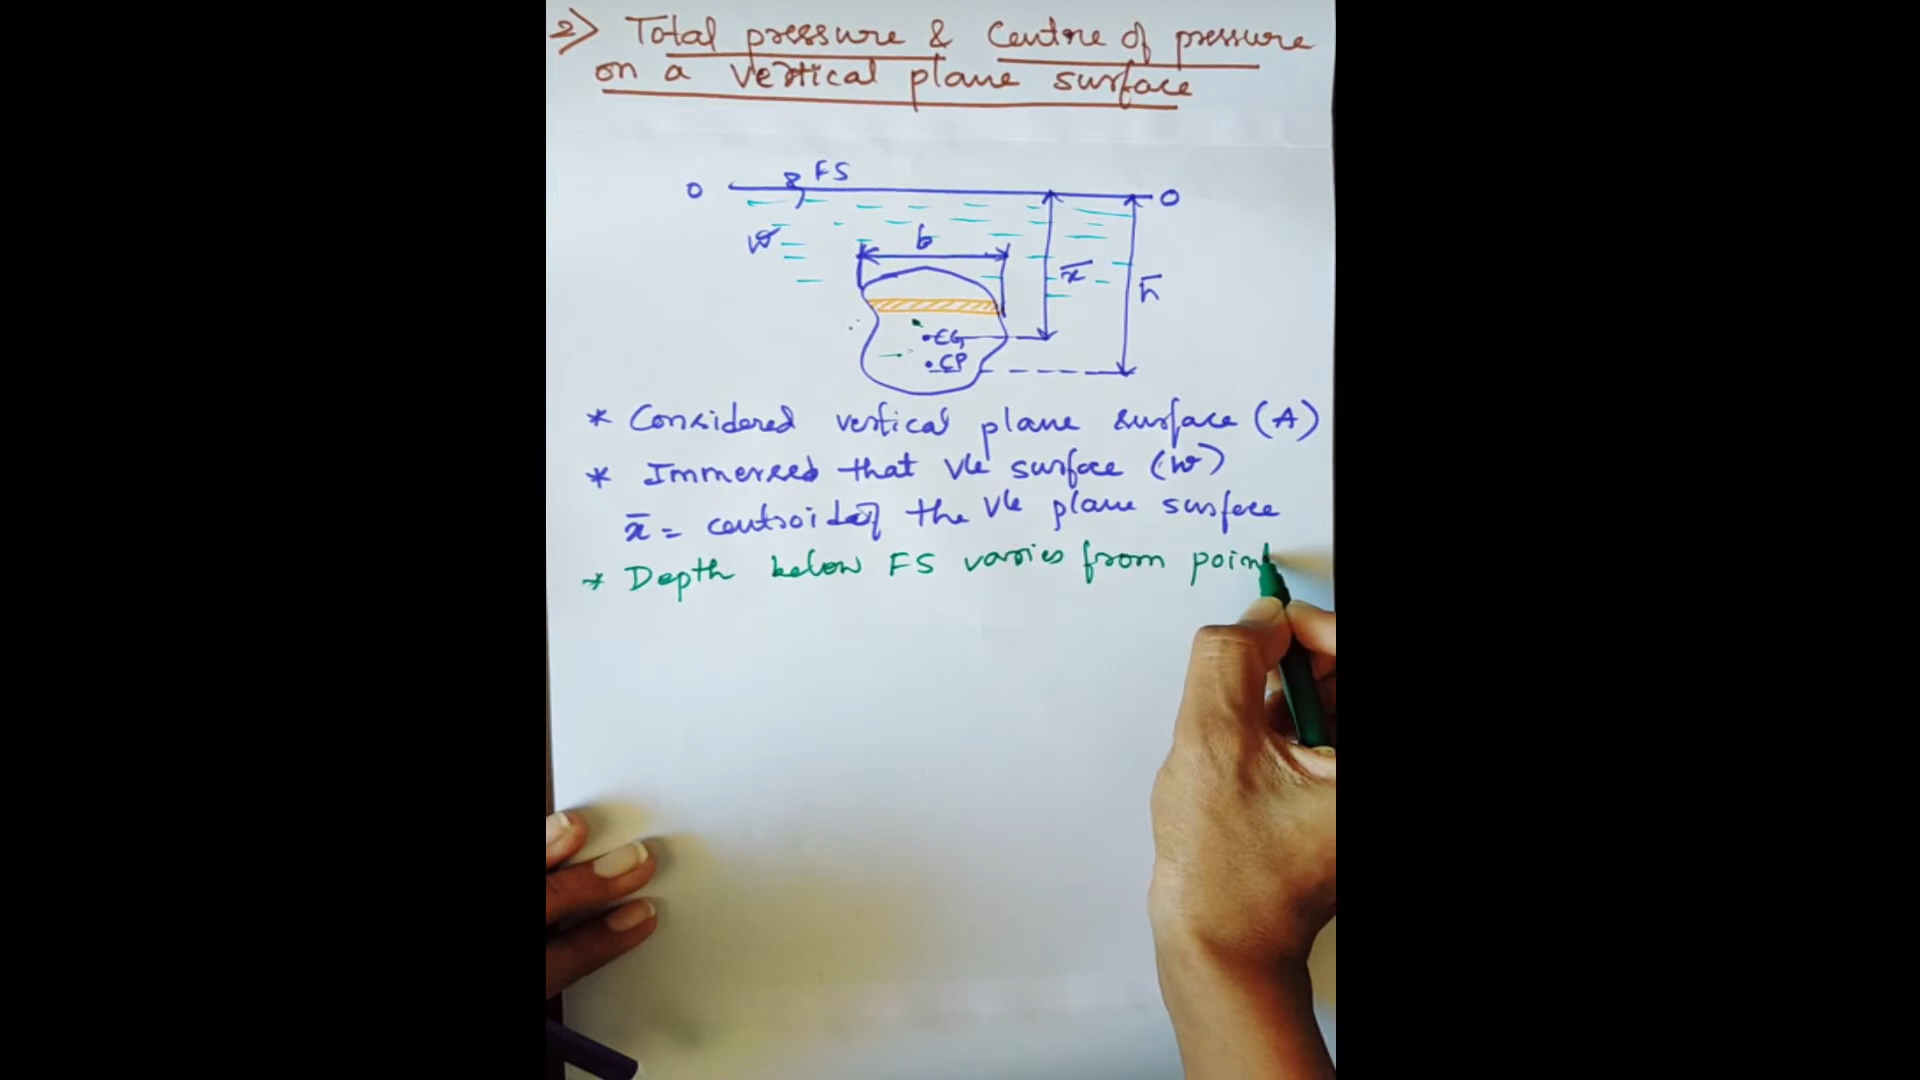 2> Total pressure & Centre of pressure
on a vertical plane surface
FS
O
O
w
b
x̄
h̄
CG
CP
* Considered vertical plane surface (A)
* Immersed that Vle surface (w)
x̄ = centroid of the Vle plane surface
* Depth below FS varies from point